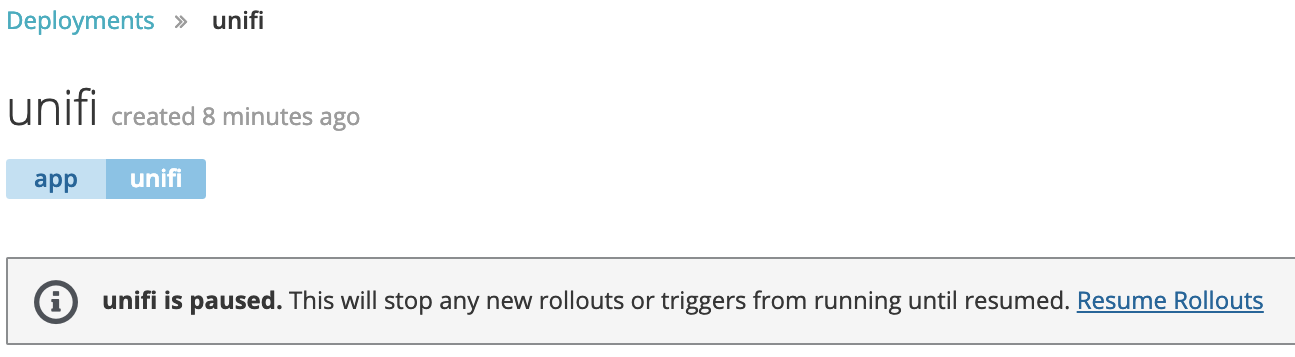 Deployments » unifi
unifi created 8 minutes ago
app unifi
unifi is paused. This will stop any new rollouts or triggers from running until resumed. Resume Rollouts